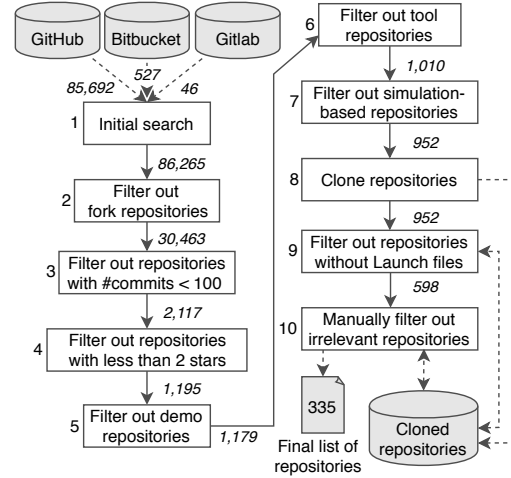 GitHub
Bitbucket
Gitlab
85,692
527
46
1
Initial search
86,265
2
Filter out
fork repositories
30,463
3
Filter out repositories
with #commits < 100
2,117
4
Filter out repositories
with less than 2 stars
1,195
5
Filter out demo
repositories
1,179
6
Filter out tool
repositories
1,010
7
Filter out simulation-
based repositories
952
8
Clone repositories
952
9
Filter out repositories
without Launch files
598
10
Manually filter out
irrelevant repositories
335
Final list of
repositories
Cloned
repositories